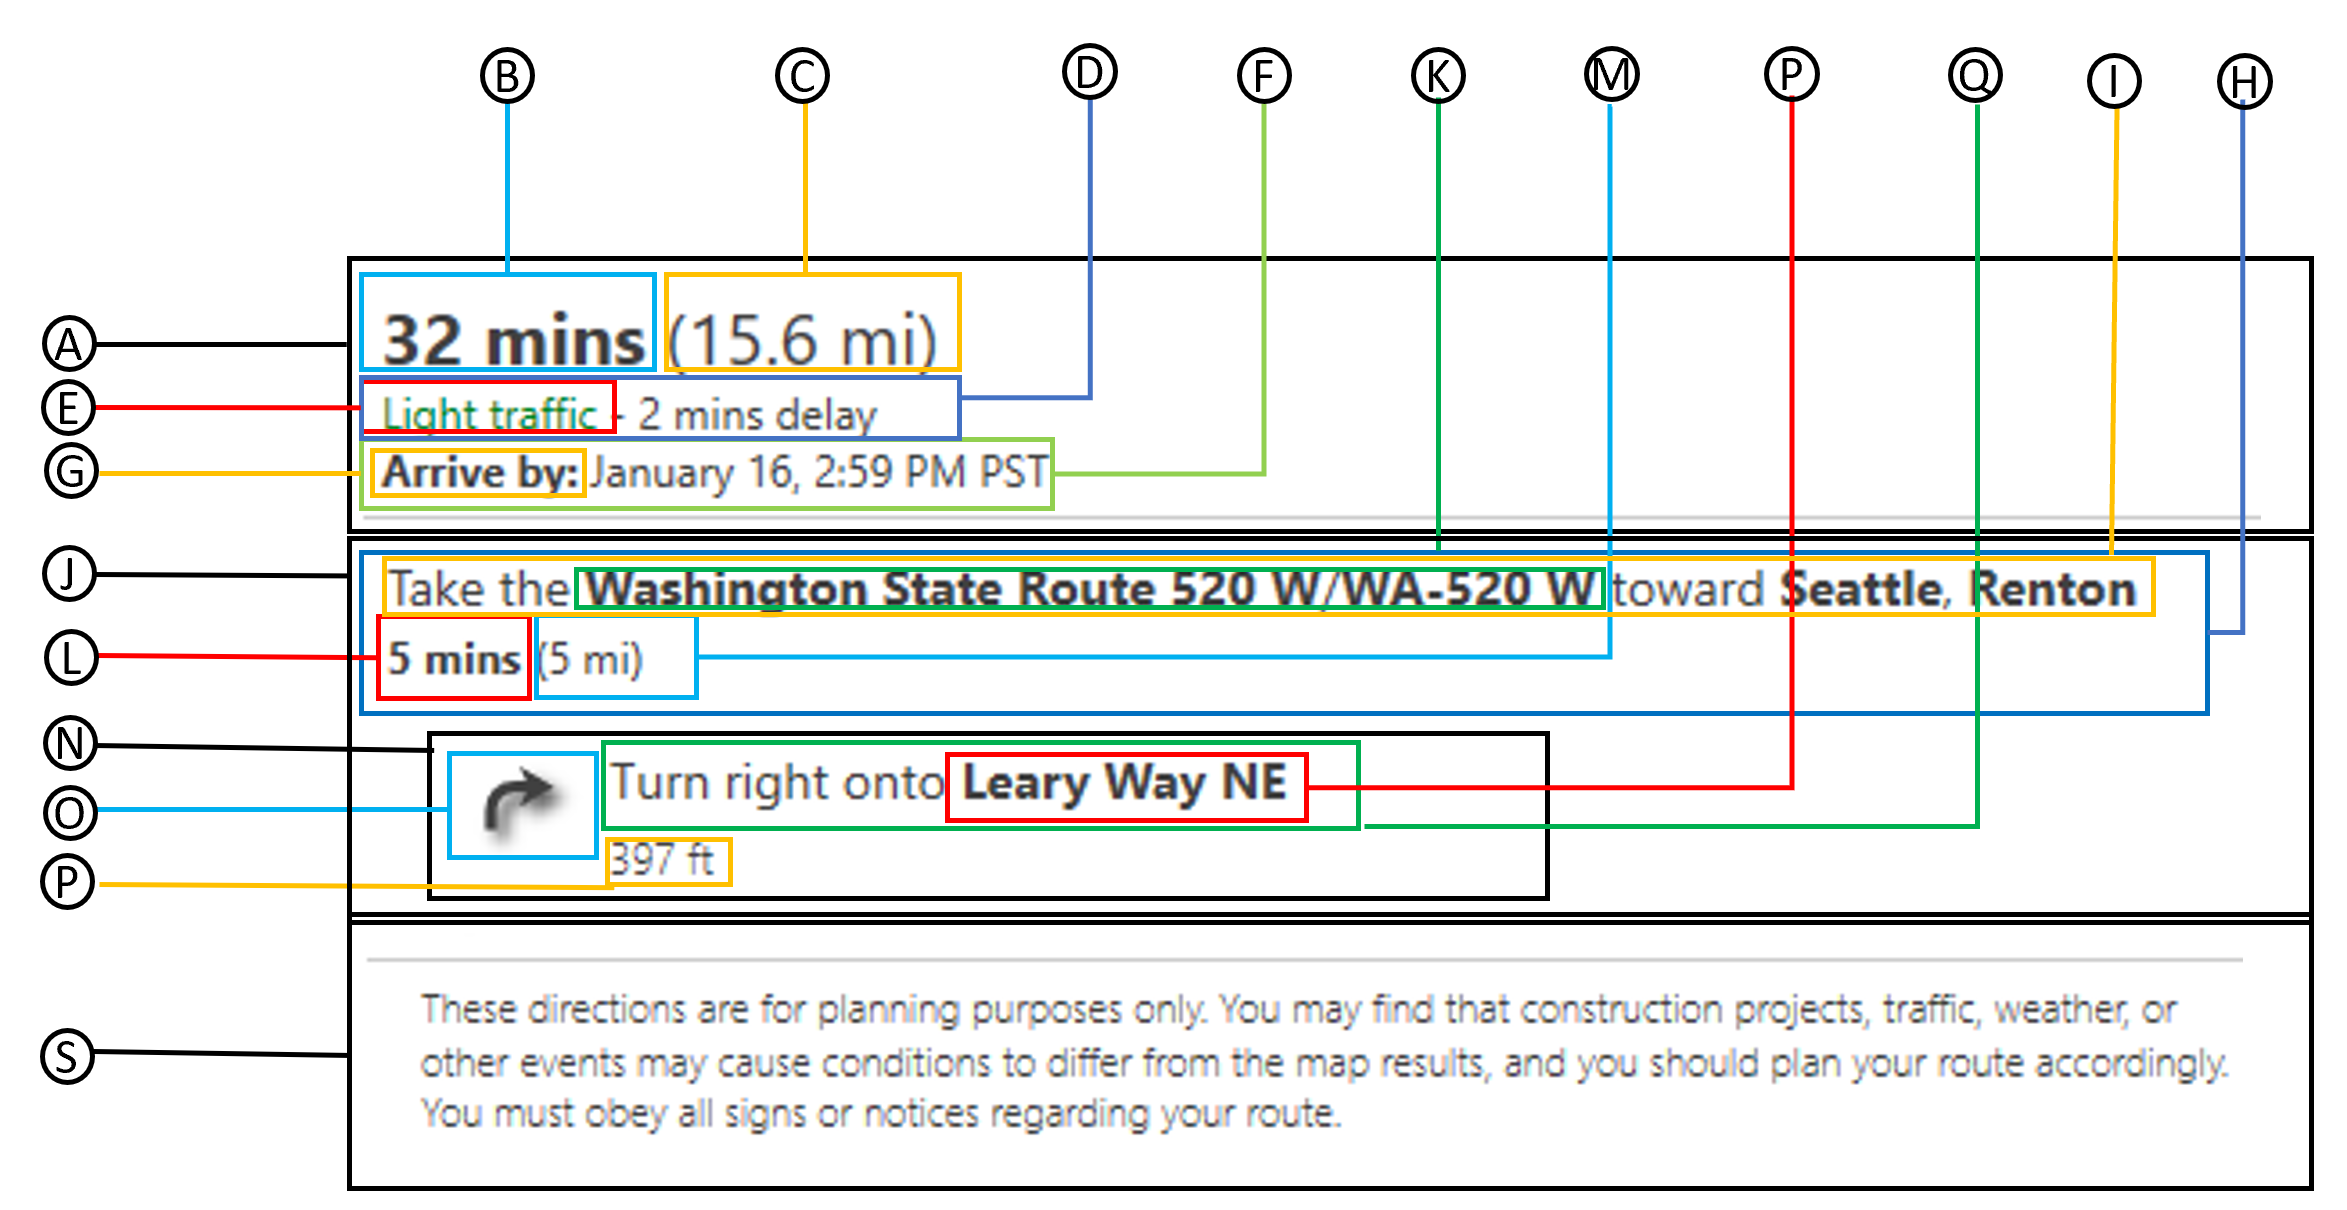 B C D F K M P Q I H
A
32 mins (15.6 mi)
E
Light traffic - 2 mins delay
G
Arrive by: January 16, 2:59 PM PST
J
Take the Washington State Route 520 W/WA-520 W toward Seattle, Renton
L
5 mins (5 mi)
N
Turn right onto Leary Way NE
O
P
397 ft
These directions are for planning purposes only. You may find that construction projects, traffic, weather, or
S
other events may cause conditions to differ from the map results, and you should plan your route accordingly.
You must obey all signs or notices regarding your route.